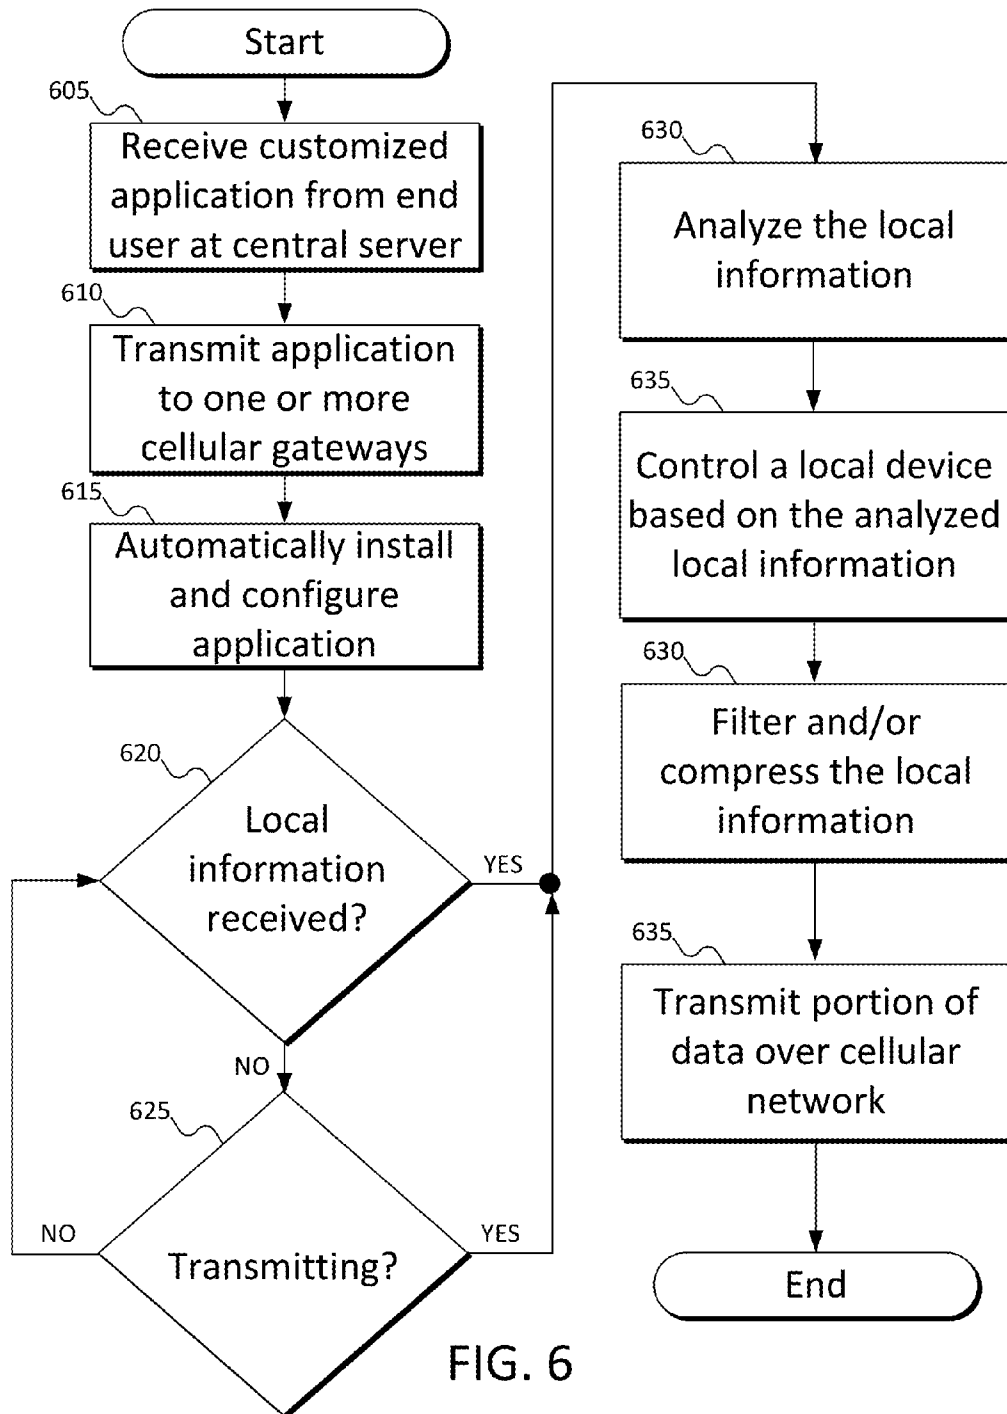 Start
605
Receive customized
application from end
user at central server
610
Transmit application
to one or more
cellular gateways
615
Automatically install
and configure
application
620
Local
information
received?
YES
NO
625
Transmitting?
NO
YES
630
Analyze the local
information
635
Control a local device
based on the analyzed
local information
630
Filter and/or
compress the local
information
635
Transmit portion of
data over cellular
network
End
FIG. 6